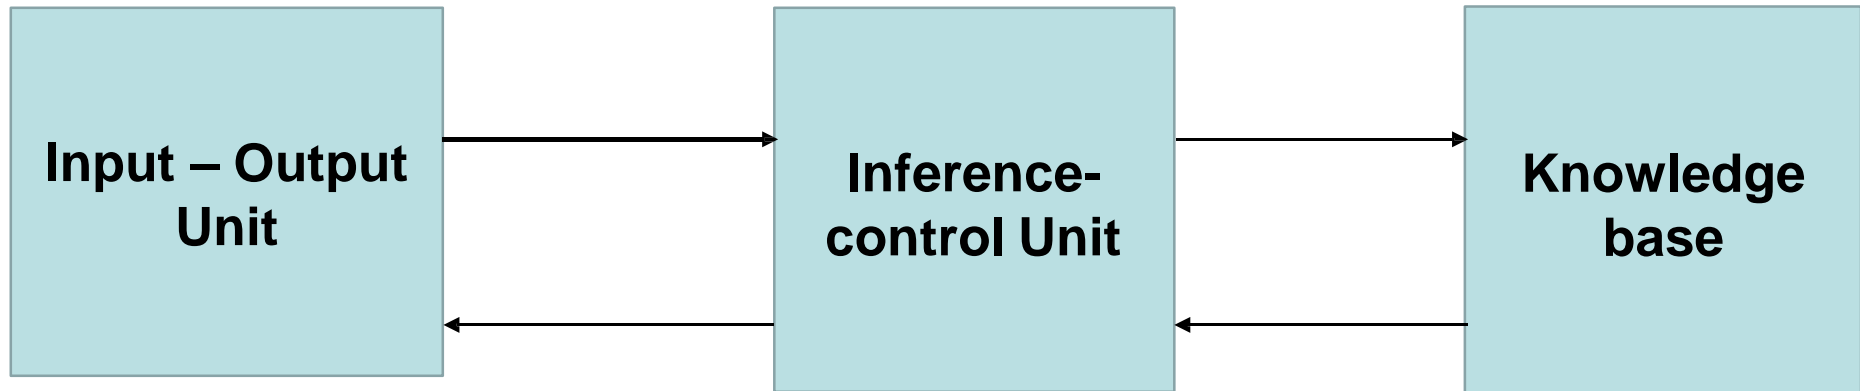 Input – Output
Unit
Inference-
control Unit
Knowledge
base